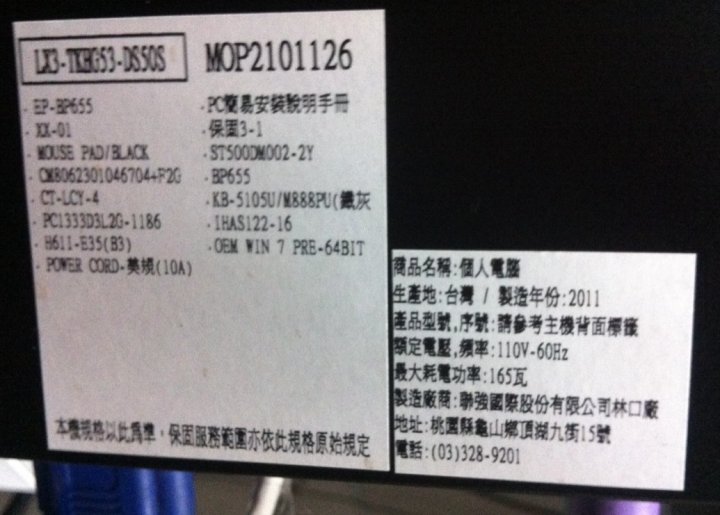 LX3-TKHG53-DS50S
MOP2101126
·EP-BP655
·XX-01
·MOUSE PAD/BLACK
·CM8062301046704+F2G
·CT-LCY-4
·PC1333D3L2G-1186
·H611-E35(B3)
·POWER CORD-美規(10A)
·PC簡易安裝說明手冊
·保固3-1
·ST500DM002-2Y
·BP655
·KB-5105U/M888PU(鐵灰
·IHAS122-16
·OEM WIN 7 PRE-64BIT
本機規格以此為準，保固服務範圍亦依此規格原始規定
商品名稱:個人電腦
生產地:台灣 / 製造年份:2011
產品型號,序號:請參考主機背面標籤
額定電壓,頻率:110V-60Hz
最大耗電功率:165瓦
製造廠商:聯強國際股份有限公司林口廠
地址:桃園縣龜山鄉頂湖九街15號
電話:(03)328-9201